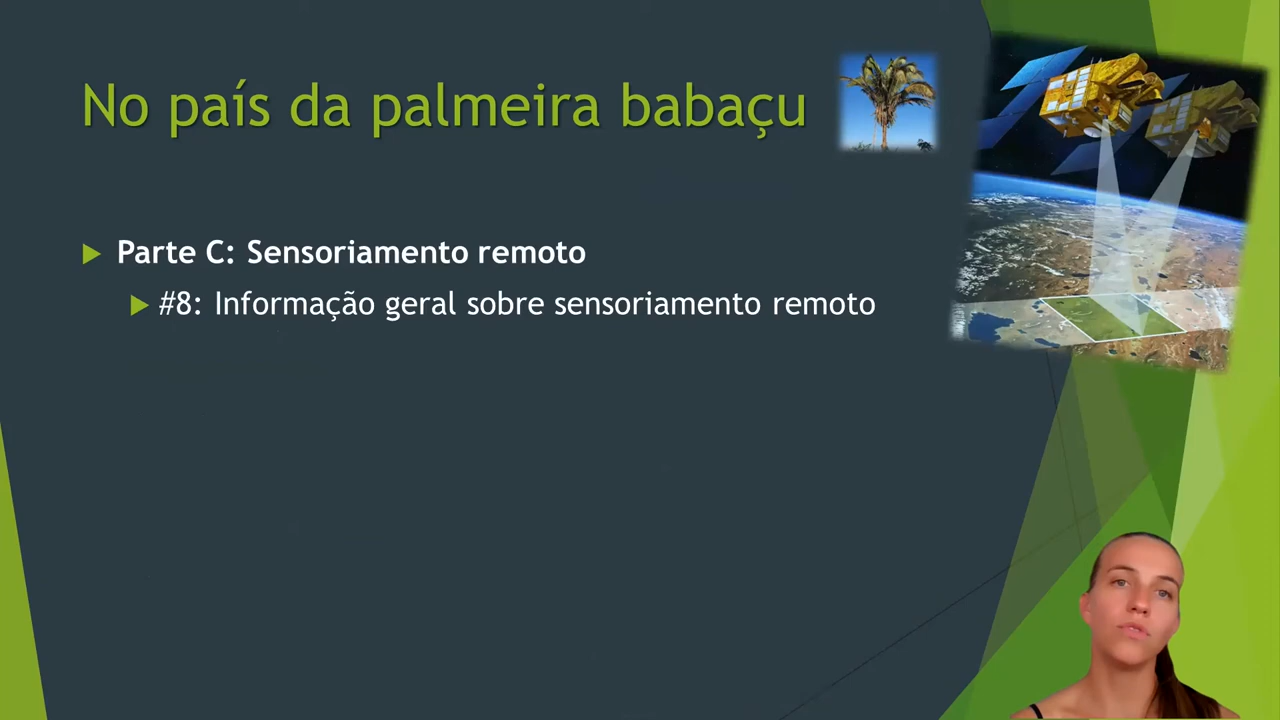 No país da palmeira babaçu
Parte C: Sensoriamento remoto
#8: Informação geral sobre sensoriamento remoto